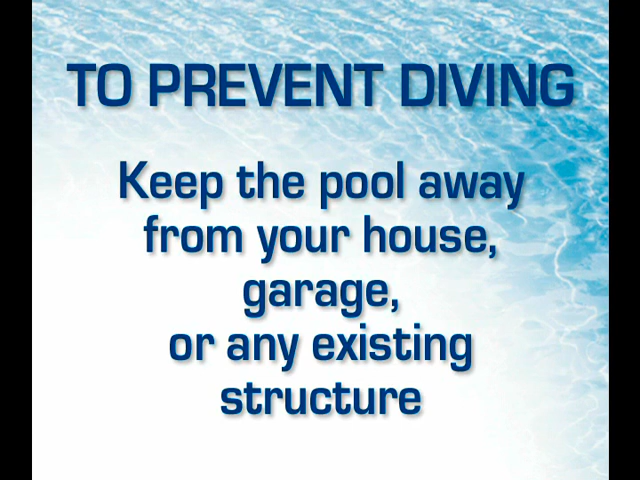 TO PREVENT DIVING
Keep the pool away
from your house,
garage,
or any existing
structure